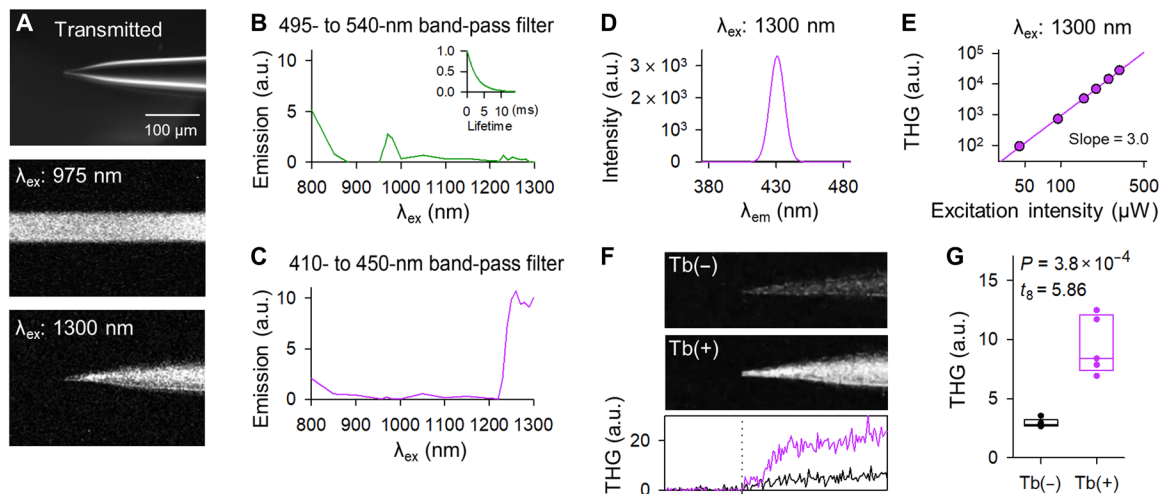 A
Transmitted
100 µm
λex: 975 nm
λex: 1300 nm
B
495- to 540-nm band-pass filter
Emission (a.u.)
10
5
0
1.0
0.5
0.0
0 5 10 (ms)
Lifetime
800 900 1000 1100 1200 1300
λex (nm)
C
410- to 450-nm band-pass filter
Emission (a.u.)
10
5
0
800 900 1000 1100 1200 1300
λex (nm)
D
λex: 1300 nm
Intensity (a.u.)
3 × 10³
2 × 10³
10³
0
380 430 480
λem (nm)
E
λex: 1300 nm
THG (a.u.)
10⁵
10⁴
10³
10²
Slope = 3.0
50 100 500
Excitation intensity (µW)
F
Tb(–)
Tb(+)
THG (a.u.)
20
0
G
P = 3.8 × 10⁻⁴
t₈ = 5.86
THG (a.u.)
15
10
5
0
Tb(–) Tb(+)